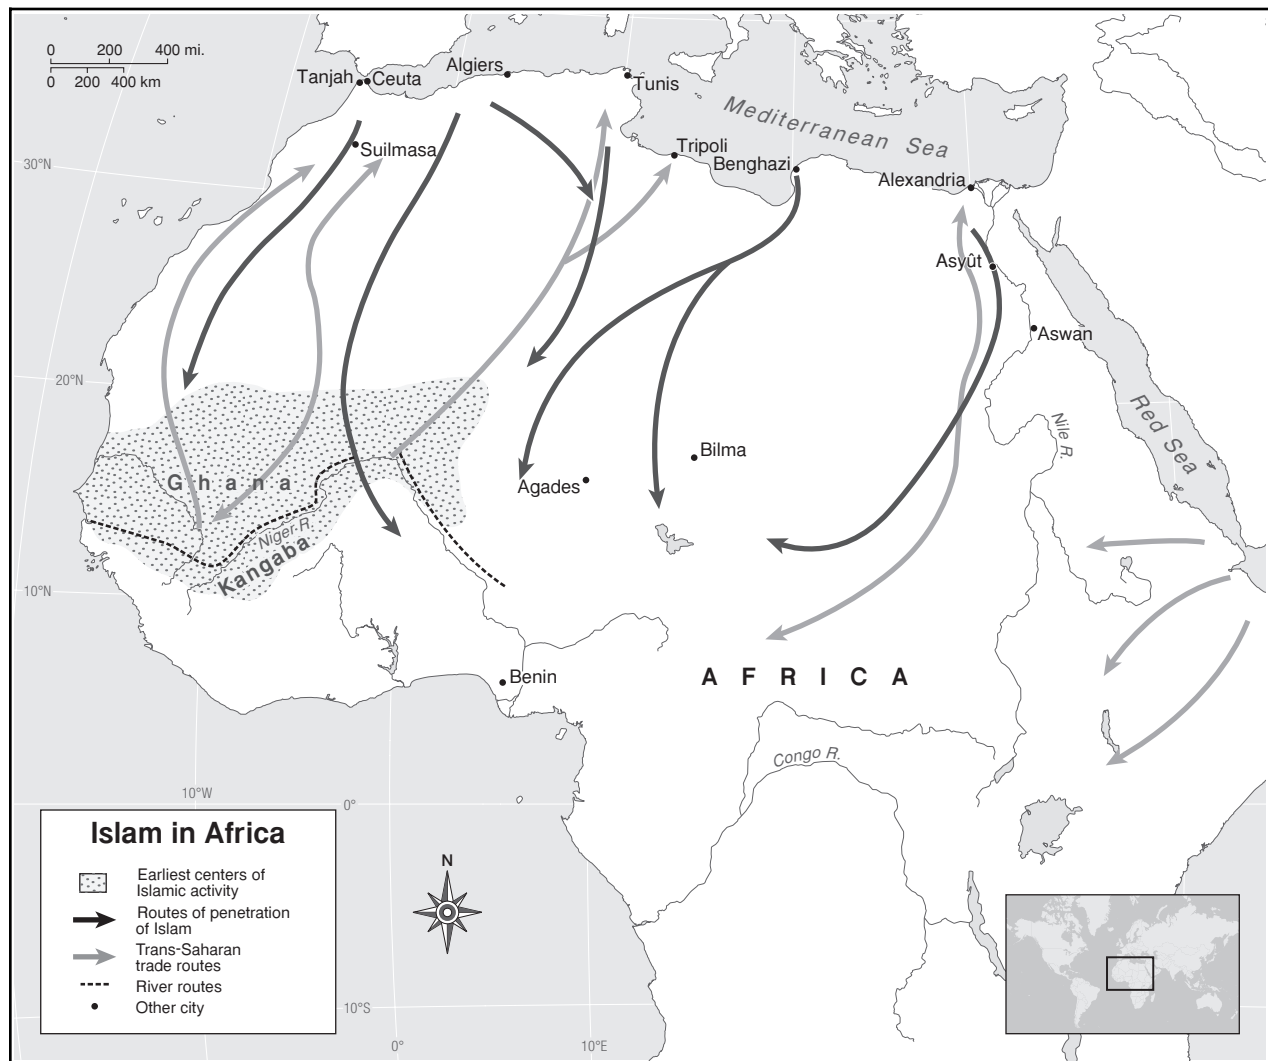 0 200 400 mi.
0 200 400 km
Tanjah
Ceuta
Algiers
Tunis
Suilmasa
Mediterranean Sea
Tripoli
Benghazi
Alexandria
30°N
Asyût
Aswan
20°N
Red Sea
Nile R.
Bilma
Agades
Ghana
Niger R.
Kangaba
10°N
Benin
AFRICA
Congo R.
10°W
0°
Islam in Africa
Earliest centers of
Islamic activity
Routes of penetration
of Islam
Trans-Saharan
trade routes
River routes
Other city
N
10°S
0°
10°E